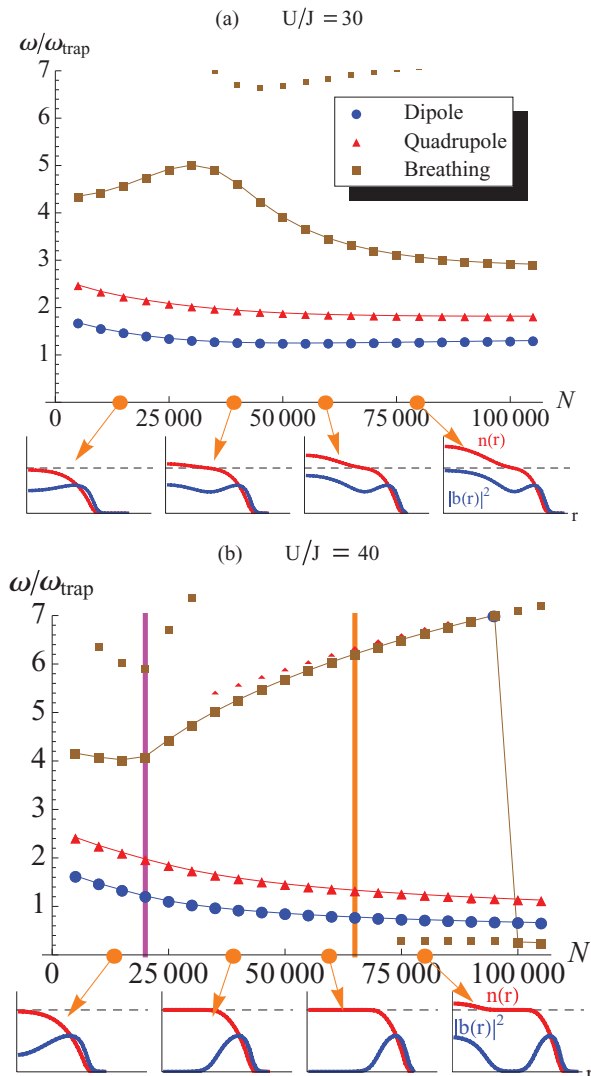 (a) U/J = 30
ω/ω_trap
7
6
5
4
3
2
1
Dipole
Quadrupole
Breathing
0 25 000 50 000 75 000 100 000 N
n(r)
|b(r)|²
r
(b) U/J = 40
ω/ω_trap
7
6
5
4
3
2
1
0 25 000 50 000 75 000 100 000 N
n(r)
|b(r)|²
r